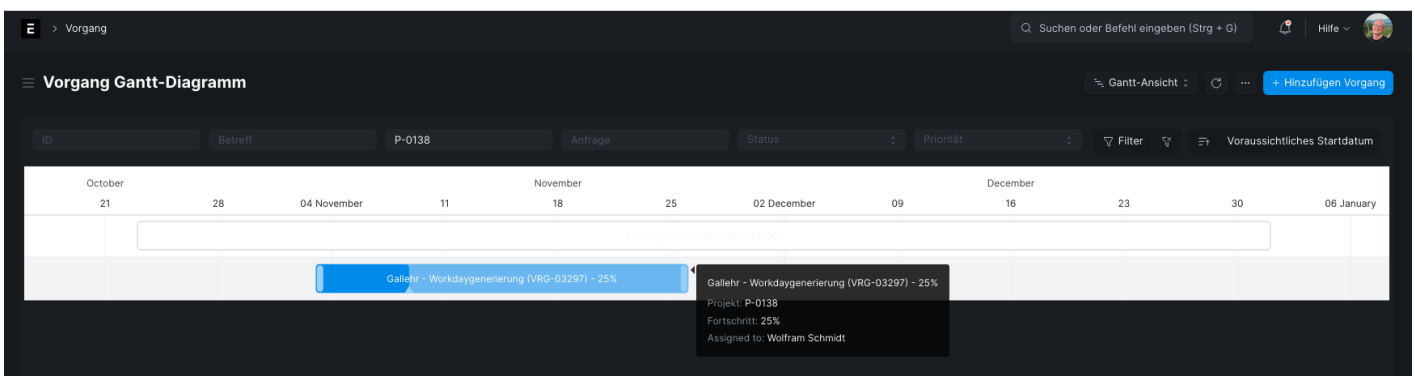 E > Vorgang
Suchen oder Befehl eingeben (Strg + G)
Hilfe
Vorgang Gantt-Diagramm
Gantt-Ansicht
...
+ Hinzufügen Vorgang
ID
Betreff
P-0138
Anfrage
Status
Priorität
Filter
Voraussichtliches Startdatum
October
November
December
21
28
04 November
11
18
25
02 December
09
16
23
30
06 January
Gallehr - Workdaygenerierung (VRG-03297) - 25%
Gallehr - Workdaygenerierung (VRG-03297) - 25%
Projekt: P-0138
Fortschritt: 25%
Assigned to: Wolfram Schmidt